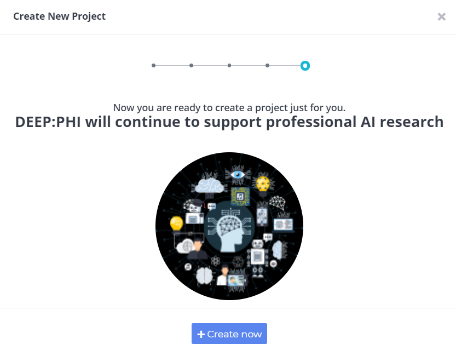 Create New Project
Now you are ready to create a project just for you.
DEEP:PHI will continue to support professional AI research
+ Create now